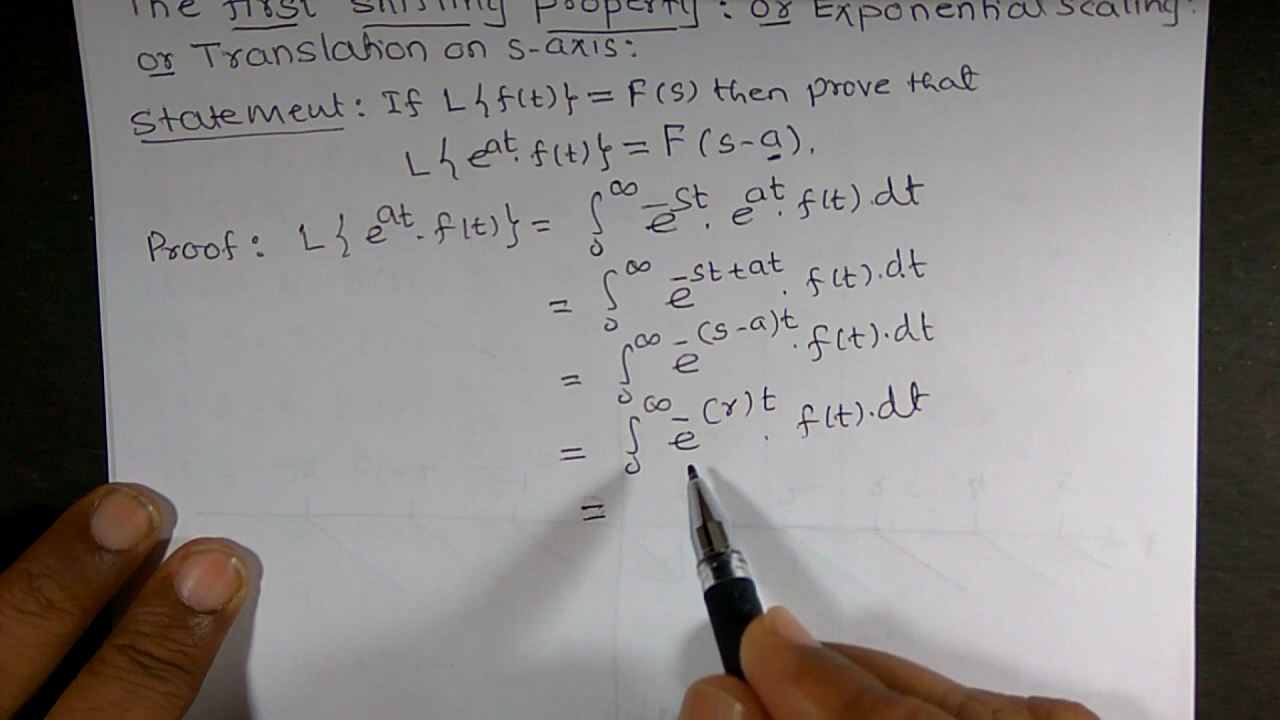 The first shifting property: or Exponential scaling:
or Translation on s-axis:
Statement: If L{f(t)} = F(s) then prove that
L{e^{at}. f(t)} = F(s-a).
Proof: L{e^{at}. f(t)} = ∫_0^∞ e^{-st}. e^{at}. f(t).dt
= ∫_0^∞ e^{-st+at}. f(t).dt
= ∫_0^∞ e^{-(s-a)t}. f(t).dt
= ∫_0^∞ e^{-(r)t}. f(t).dt
=